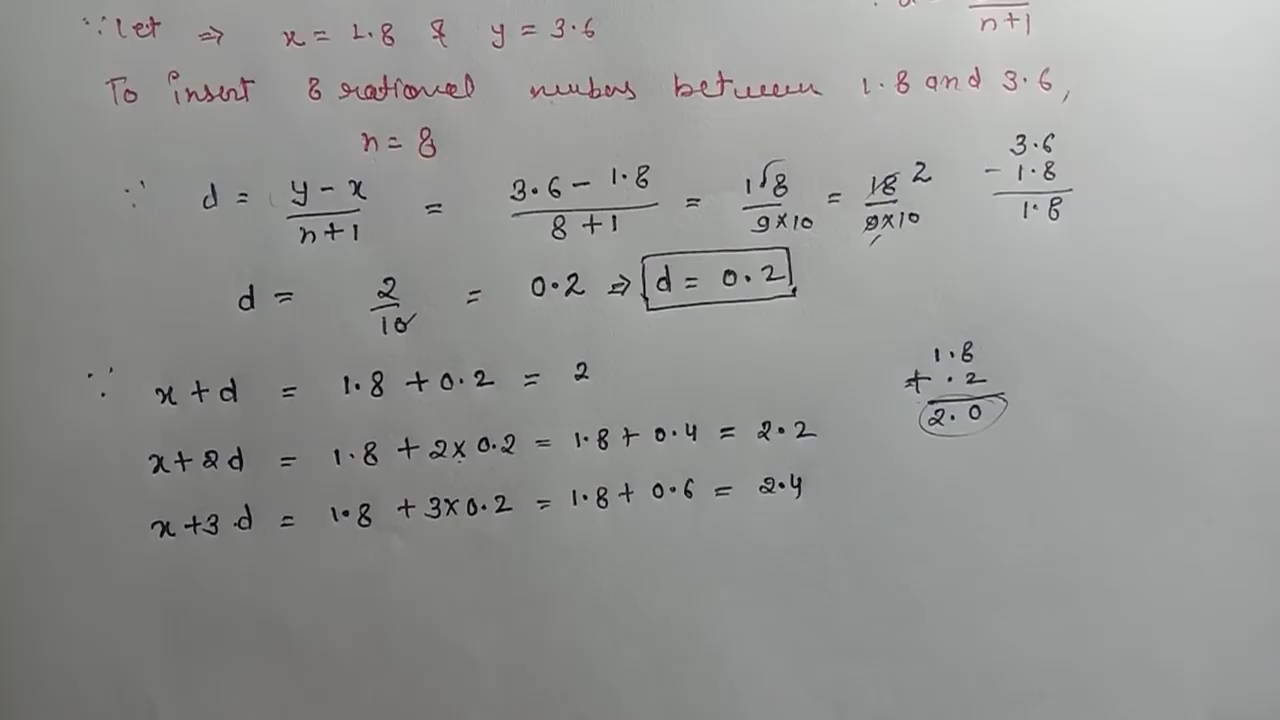 ∵ let ⇒ x = 1.8 & y = 3.6
n+1
To insert 8 rational numbers between 1.8 and 3.6,
n = 8
∵ d = y - x / n+1 = 3.6 - 1.8 / 8 + 1 = 18 / 9×10 = 18 2 / 9×10
3.6
- 1.8
1.8
d = 2 / 10 = 0.2 ⇒ d = 0.2
∵ x + d = 1.8 + 0.2 = 2
1.8
+ .2
2.0
x + 2d = 1.8 + 2×0.2 = 1.8 + 0.4 = 2.2
x + 3.d = 1.8 + 3×0.2 = 1.8 + 0.6 = 2.4